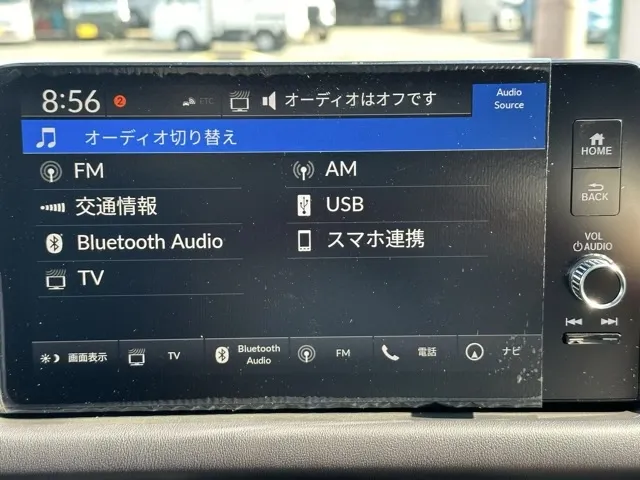 8:56 2 ETC オーディオはオフです Audio
Source
オーディオ切り替え
FM AM
交通情報 USB
Bluetooth Audio スマホ連携
TV
画面表示 TV Bluetooth
Audio FM 電話 ナビ
HOME
BACK
VOL
AUDIO